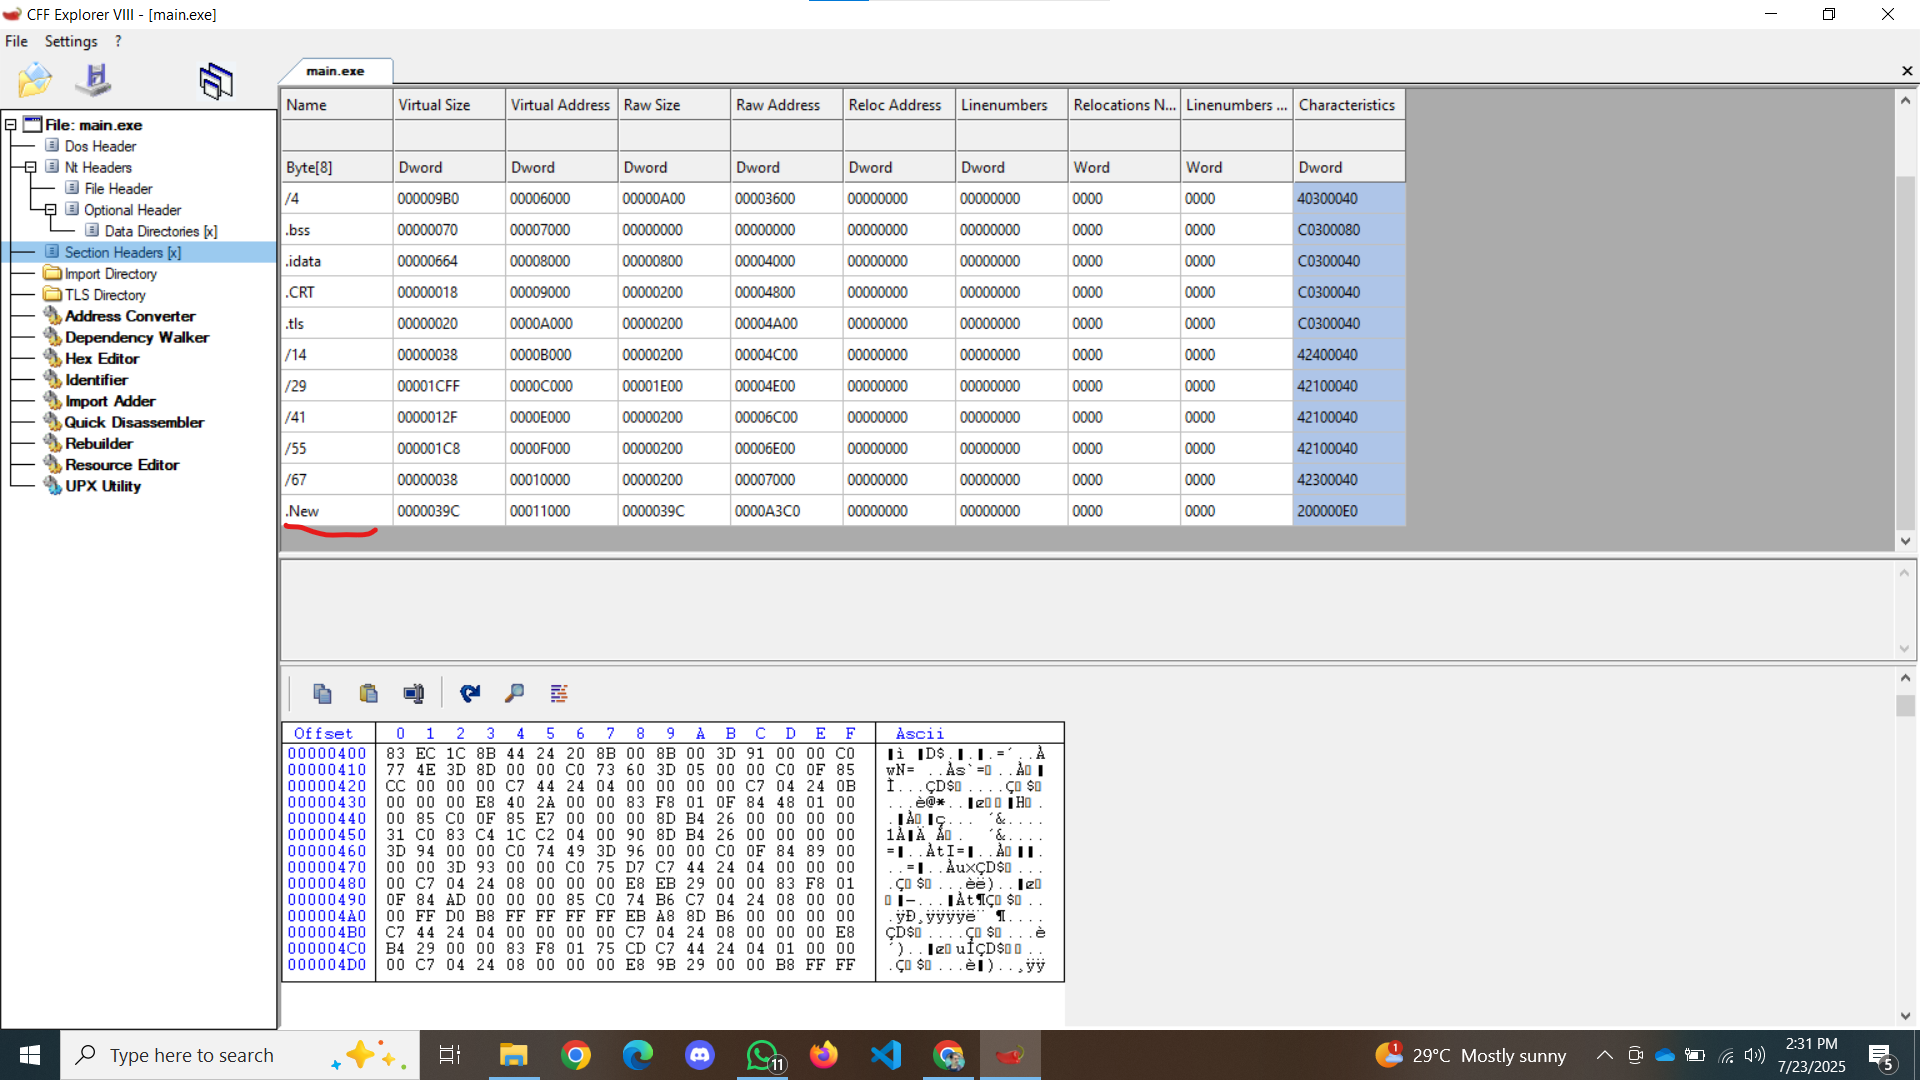 CFF Explorer VIII - [main.exe]
File Settings ?
main.exe
File: main.exe
Dos Header
Nt Headers
File Header
Optional Header
Data Directories [x]
Section Headers [x]
Import Directory
TLS Directory
Address Converter
Dependency Walker
Hex Editor
Identifier
Import Adder
Quick Disassembler
Rebuilder
Resource Editor
UPX Utility
Name Virtual Size Virtual Address Raw Size Raw Address Reloc Address Linenumbers Relocations N... Linenumbers ... Characteristics
Byte[8] Dword Dword Dword Dword Dword Dword Word Word Dword
/4 000009B0 00006000 00000A00 00003600 00000000 00000000 0000 0000 40300040
.bss 00000070 00007000 00000000 00000000 00000000 00000000 0000 0000 C0300080
.idata 00000664 00008000 00000800 00004000 00000000 00000000 0000 0000 C0300040
.CRT 00000018 00009000 00000200 00004800 00000000 00000000 0000 0000 C0300040
.tls 00000020 0000A000 00000200 00004A00 00000000 00000000 0000 0000 C0300040
/14 00000038 0000B000 00000200 00004C00 00000000 00000000 0000 0000 42400040
/29 00001CFF 0000C000 00001E00 00004E00 00000000 00000000 0000 0000 42100040
/41 0000012F 0000E000 00000200 00006C00 00000000 00000000 0000 0000 42100040
/55 000001C8 0000F000 00000200 00006E00 00000000 00000000 0000 0000 42100040
/67 00000038 00010000 00000200 00007000 00000000 00000000 0000 0000 42300040
.New 0000039C 00011000 0000039C 0000A3C0 00000000 00000000 0000 0000 200000E0
Offset 0 1 2 3 4 5 6 7 8 9 A B C D E F Ascii
00000400 83 EC 1C 8B 44 24 20 8B 00 8B 00 3D 91 00 00 C0
00000410 77 4E 3D 8D 00 00 C0 73 60 3D 05 00 00 C0 0F 85
00000420 CC 00 00 00 C7 44 24 04 00 00 00 00 C7 04 24 0B
00000430 00 00 00 E8 40 2A 00 00 83 F8 01 0F 84 48 01 00
00000440 00 85 C0 0F 85 E7 00 00 00 8D B4 26 00 00 00 00
00000450 31 C0 83 C4 1C C2 04 00 90 8D B4 26 00 00 00 00
00000460 3D 94 00 00 C0 74 49 3D 96 00 00 C0 0F 84 89 00
00000470 00 00 3D 93 00 00 C0 75 D7 C7 44 24 04 00 00 00
00000480 00 C7 04 24 08 00 00 00 E8 EB 29 00 00 83 F8 01
00000490 0F 84 AD 00 00 00 85 C0 74 B6 C7 04 24 08 00 00
000004A0 00 FF D0 B8 FF FF FF FF EB A8 8D B6 00 00 00 00
000004B0 C7 44 24 04 00 00 00 00 C7 04 24 08 00 00 00 E8
000004C0 B4 29 00 00 83 F8 01 75 CD C7 44 24 04 01 00 00
000004D0 00 C7 04 24 08 00 00 00 E8 9B 29 00 00 B8 FF FF
Type here to search
11
1
29°C Mostly sunny
2:31 PM
7/23/2025
5